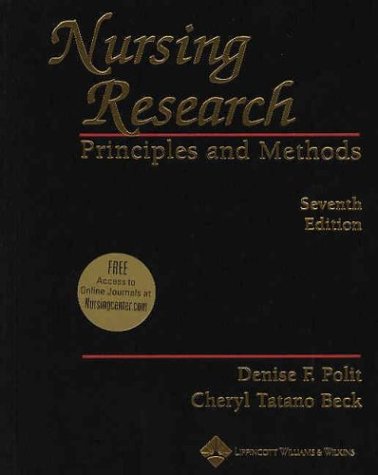 Nursing
Research
Principles and Methods
Seventh
Edition
FREE
Access to
Online Journals at
Nursingcenter.com
Denise F. Polit
Cheryl Tatano Beck
LIPPINCOTT WILLIAMS & WILKINS